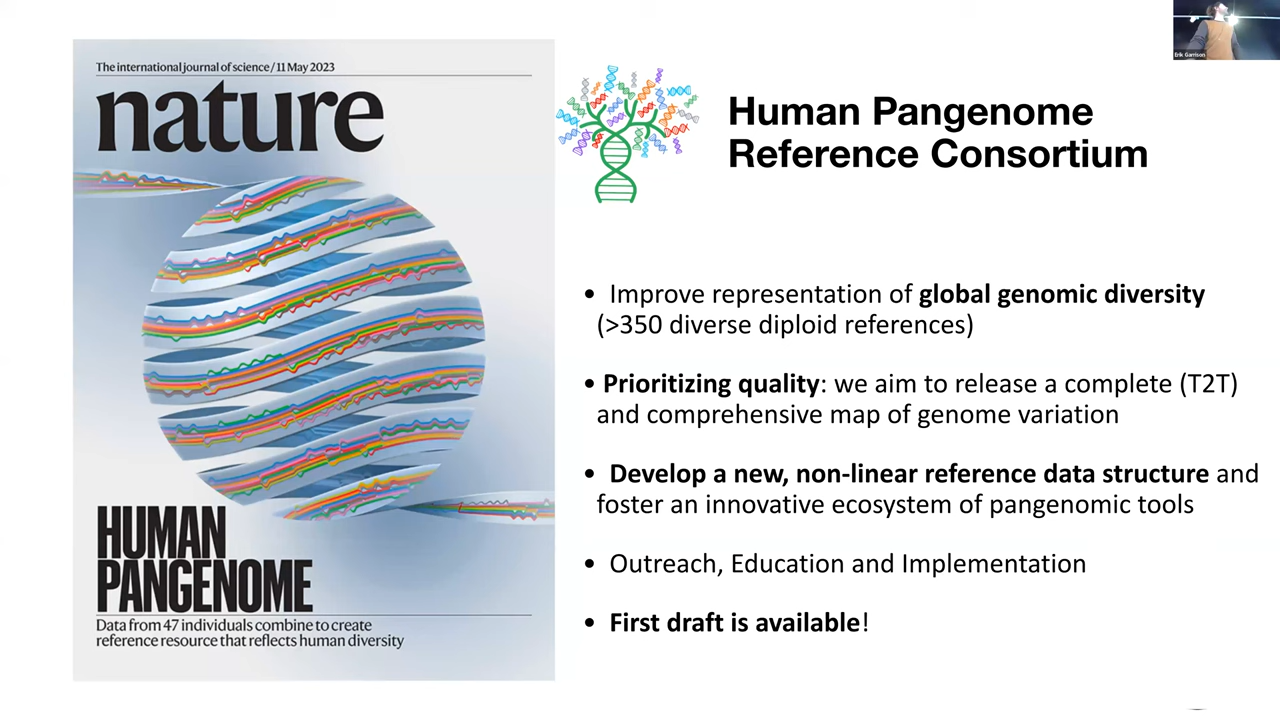 The international journal of science / 11 May 2023
nature
HUMAN
PANGENOME
Data from 47 individuals combine to create
reference resource that reflects human diversity
Erik Garrison
Human Pangenome
Reference Consortium
• Improve representation of global genomic diversity
(>350 diverse diploid references)
• Prioritizing quality: we aim to release a complete (T2T)
and comprehensive map of genome variation
• Develop a new, non-linear reference data structure and
foster an innovative ecosystem of pangenomic tools
• Outreach, Education and Implementation
• First draft is available!